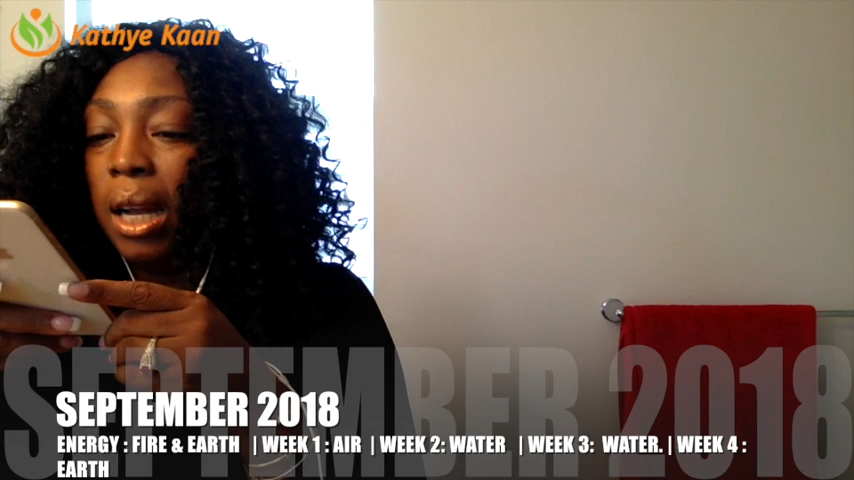 Kathye Kaan
SEPTEMBER 2018
SEPTEMBER 2018
ENERGY : FIRE & EARTH | WEEK 1 : AIR | WEEK 2: WATER | WEEK 3: WATER. | WEEK 4 :
EARTH